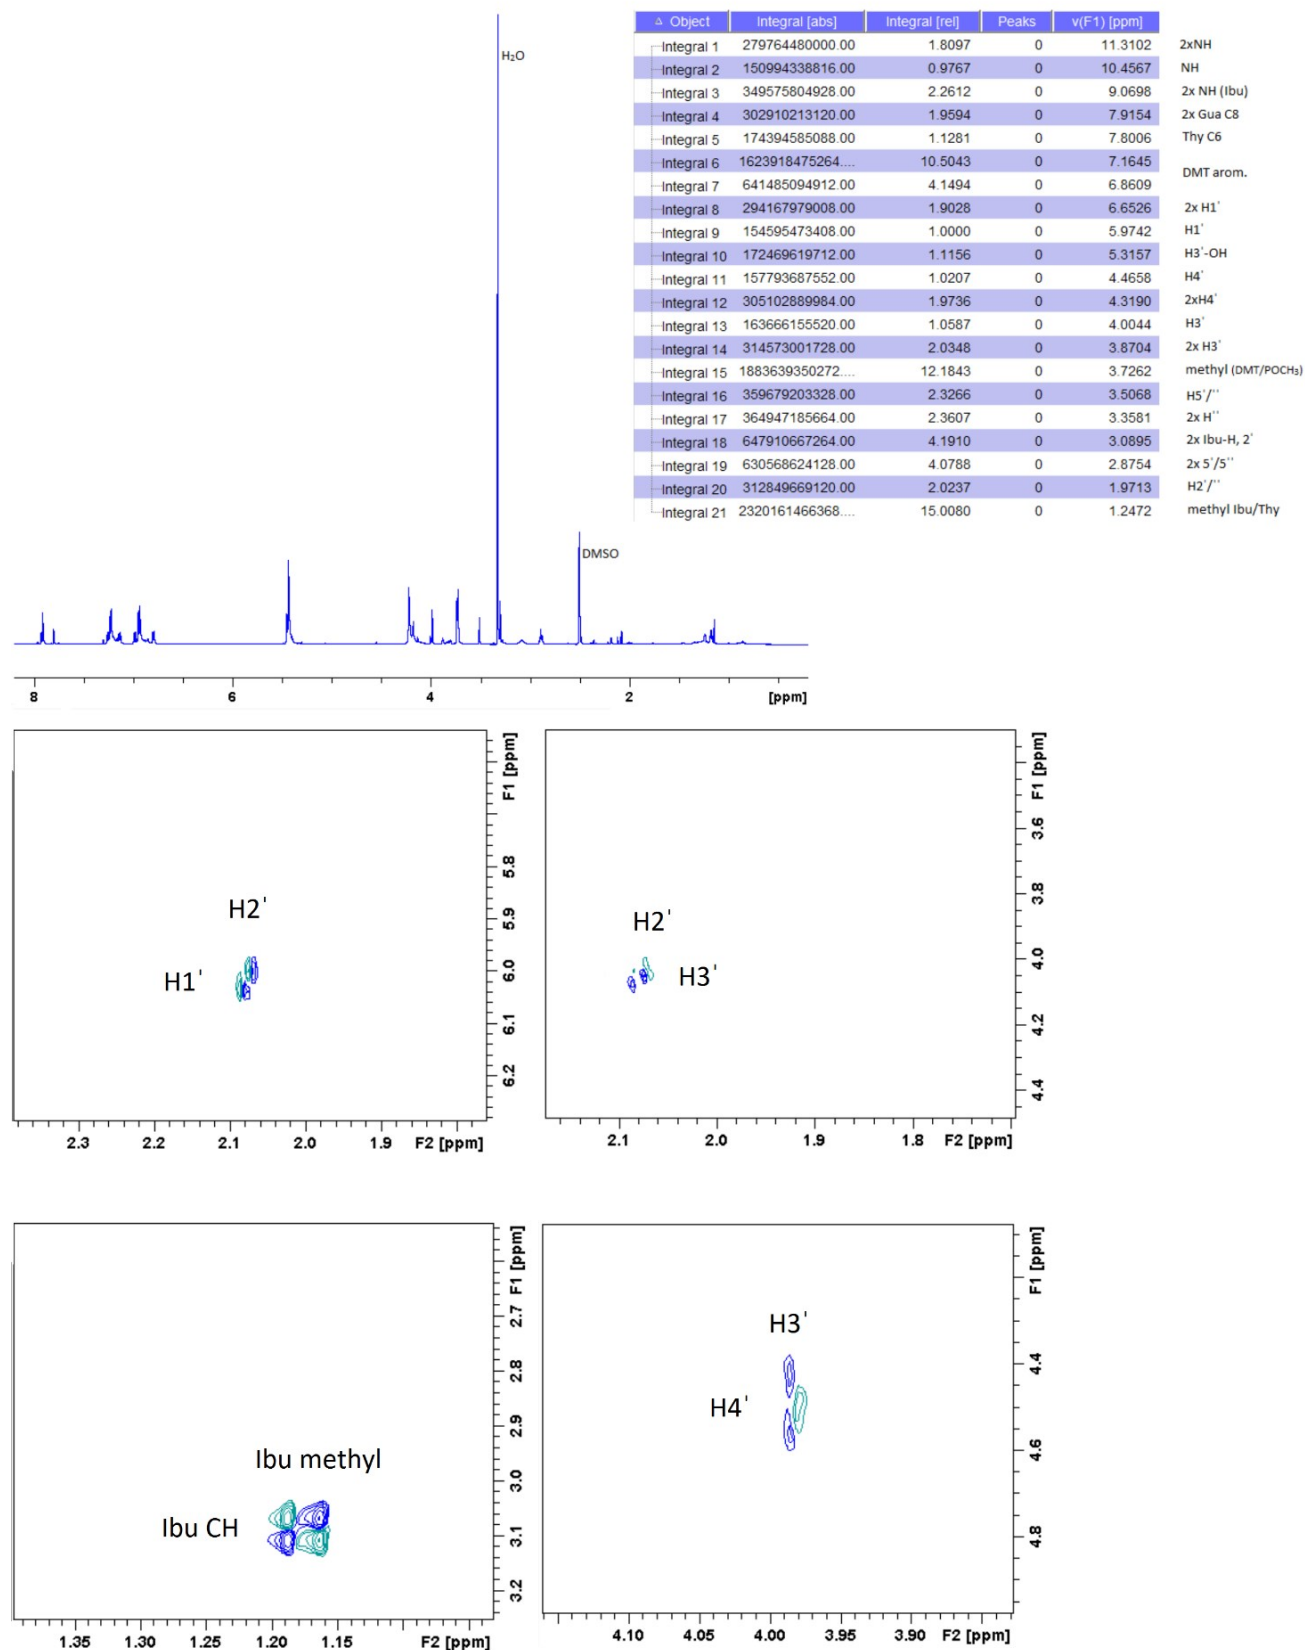 △ Object Integral [abs] Integral [rel] Peaks v(F1) [ppm]
Integral 1 279764480000.00 1.8097 0 11.3102 2xNH
Integral 2 150994338816.00 0.9767 0 10.4567 NH
Integral 3 349575804928.00 2.2612 0 9.0698 2x NH (Ibu)
Integral 4 302910213120.00 1.9594 0 7.9154 2x Gua C8
Integral 5 174394585088.00 1.1281 0 7.8006 Thy C6
Integral 6 1623918475264.... 10.5043 0 7.1645
DMT arom.
Integral 7 641485094912.00 4.1494 0 6.8609
Integral 8 294167979008.00 1.9028 0 6.6526 2x H1'
Integral 9 154595473408.00 1.0000 0 5.9742 H1'
Integral 10 172469619712.00 1.1156 0 5.3157 H3'-OH
Integral 11 157793687552.00 1.0207 0 4.4658 H4'
Integral 12 305102889984.00 1.9736 0 4.3190 2xH4'
Integral 13 163666155520.00 1.0587 0 4.0044 H3'
Integral 14 314573001728.00 2.0348 0 3.8704 2x H3'
Integral 15 1883639350272.... 12.1843 0 3.7262 methyl (DMT/POCH₃)
Integral 16 359679203328.00 2.3266 0 3.5068 H5'/''
Integral 17 364947185664.00 2.3607 0 3.3581 2x H''
Integral 18 647910667264.00 4.1910 0 3.0895 2x Ibu-H, 2'
Integral 19 630568624128.00 4.0788 0 2.8754 2x 5'/5''
Integral 20 312849669120.00 2.0237 0 1.9713 H2'/''
Integral 21 2320161466368.... 15.0080 0 1.2472 methyl Ibu/Thy
H₂O
DMSO
8 6 4 2 [ppm]
H2'
H1'
F1 [ppm]
5.8
5.9
6.0
6.1
6.2
2.3 2.2 2.1 2.0 1.9 F2 [ppm]
H2'
H3'
F1 [ppm]
3.6
3.8
4.0
4.2
4.4
2.1 2.0 1.9 1.8 F2 [ppm]
Ibu methyl
Ibu CH
F1 [ppm]
2.7
2.8
2.9
3.0
3.1
3.2
1.35 1.30 1.25 1.20 1.15 F2 [ppm]
H3'
H4'
F1 [ppm]
4.4
4.6
4.8
4.10 4.05 4.00 3.95 3.90 F2 [ppm]